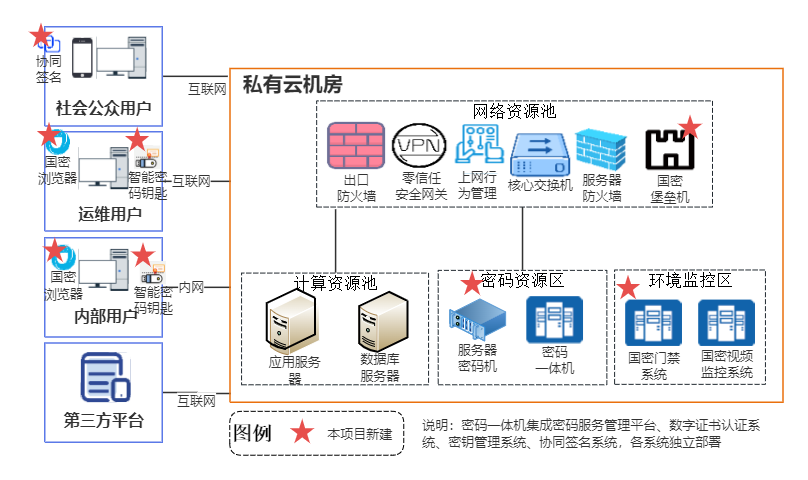 协同
签名
社会公众用户
互联网
国密
浏览器
智能密
码钥匙
运维用户
互联网
国密
浏览器
智能密
码钥匙
内部用户
内网
第三方平台
互联网
私有云机房
网络资源池
出口
防火墙
VPN
零信任
安全网关
上网行
为管理
核心交换机
服务器
防火墙
国密
堡垒机
计算资源池
应用服务
器
数据库
服务器
密码资源区
服务器
密码机
密码
一体机
环境监控区
国密门禁
系统
国密视频
监控系统
图例
本项目新建
说明：密码一体机集成密码服务管理平台、数字证书认证系
统、密钥管理系统、协同签名系统，各系统独立部署